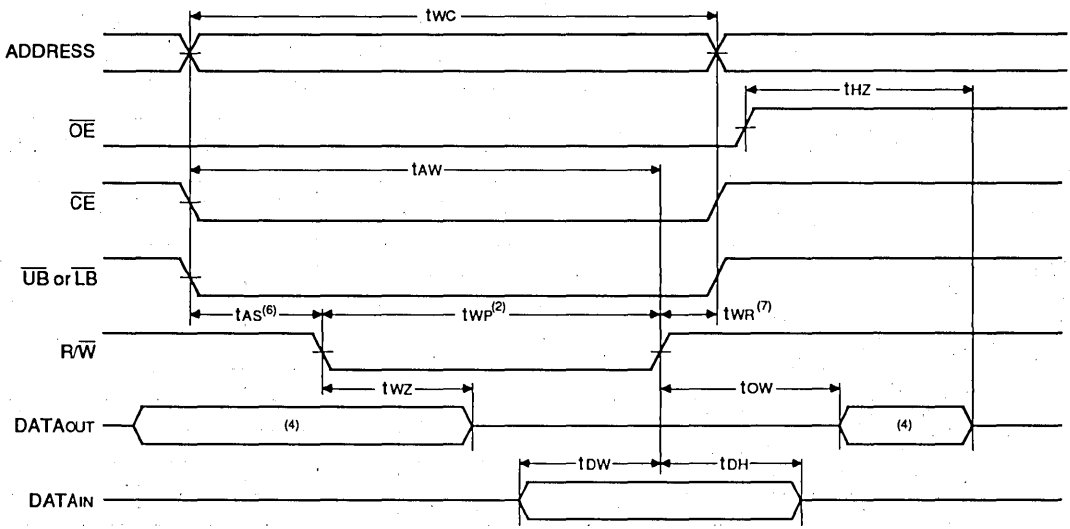 tWC
ADDRESS
tHZ
OE
tAW
CE
UB or LB
tAS(6) tWP(2) tWR(7)
R/W
tWZ tOW
DATAOUT (4) (4)
tDW tDH
DATAIN